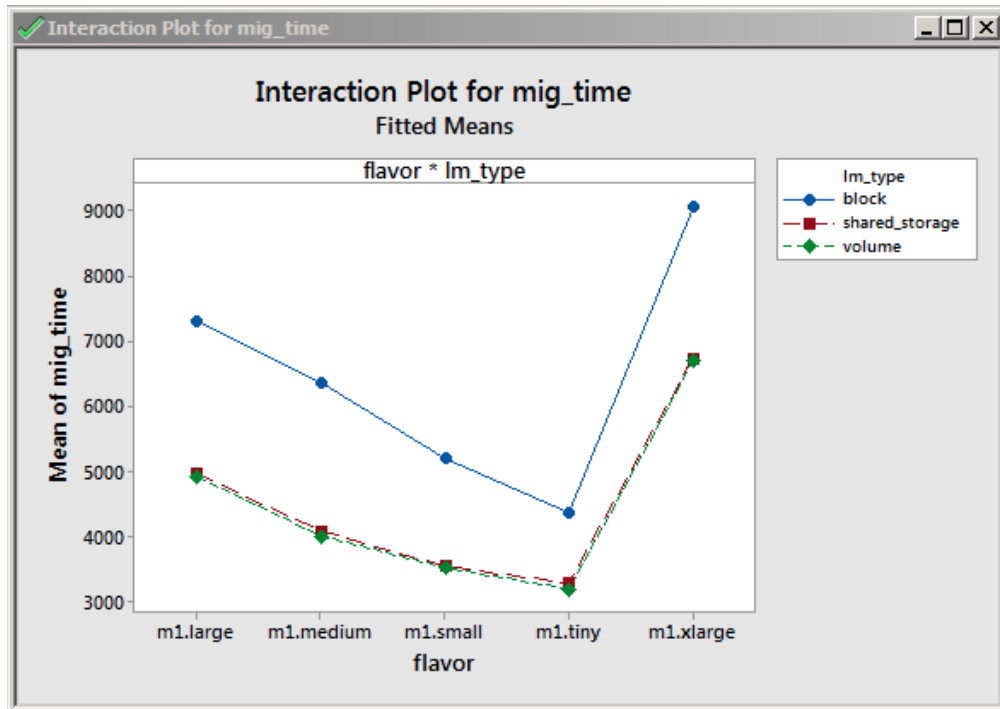 Interaction Plot for mig_time
Interaction Plot for mig_time
Fitted Means
flavor * lm_type
lm_type
block
shared_storage
volume
9000
8000
7000
6000
5000
4000
3000
Mean of mig_time
m1.large m1.medium m1.small m1.tiny m1.xlarge
flavor